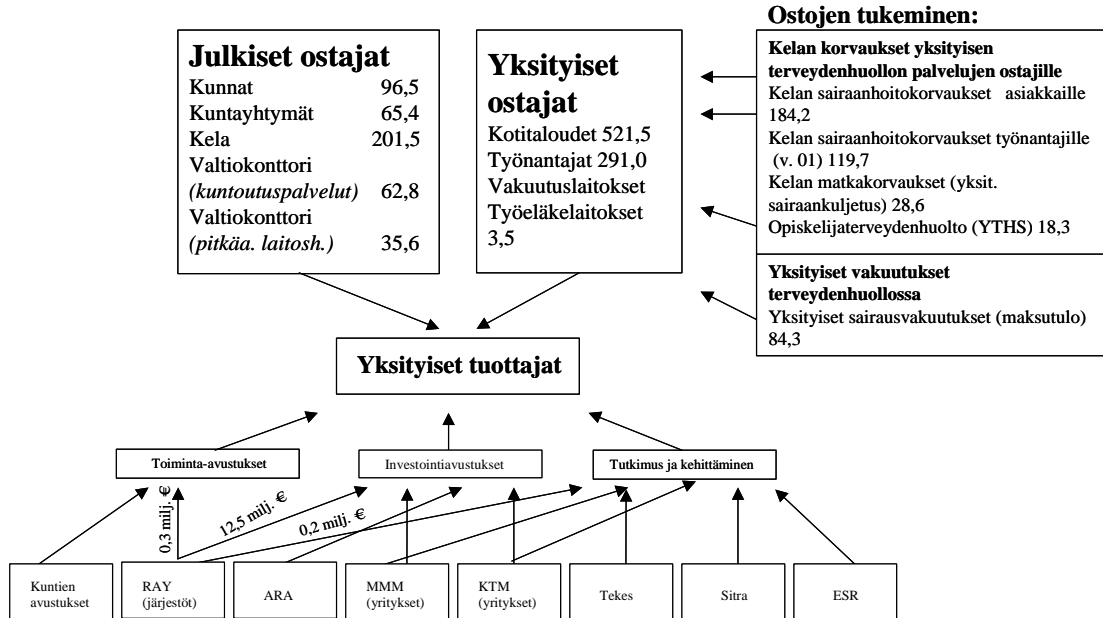 Ostojen tukeminen:
Julkiset ostajat
Kunnat 96,5
Kuntayhtymät 65,4
Kela 201,5
Valtiokonttori
(kuntoutuspalvelut) 62,8
Valtiokonttori
(pitkäa. laitosh.) 35,6
Yksityiset
ostajat
Kotitaloudet 521,5
Työnantajat 291,0
Vakuutuslaitokset
Työeläkelaitokset
3,5
Kelan korvaukset yksityisen
terveydenhuollon palvelujen ostajille
Kelan sairaanhoitokorvaukset asiakkaille
184,2
Kelan sairaanhoitokorvaukset työnantajille
(v. 01) 119,7
Kelan matkakorvaukset (yksit.
sairaankuljetus) 28,6
Opiskelijaterveydenhuolto (YTHS) 18,3
Yksityiset vakuutukset
terveydenhuollossa
Yksityiset sairausvakuutukset (maksutulo)
84,3
Yksityiset tuottajat
Toiminta-avustukset
Investointiavustukset
Tutkimus ja kehittäminen
0,3 milj. €
12,5 milj. €
0,2 milj. €
Kuntien
avustukset
RAY
(järjestöt)
ARA
MMM
(yritykset)
KTM
(yritykset)
Tekes
Sitra
ESR